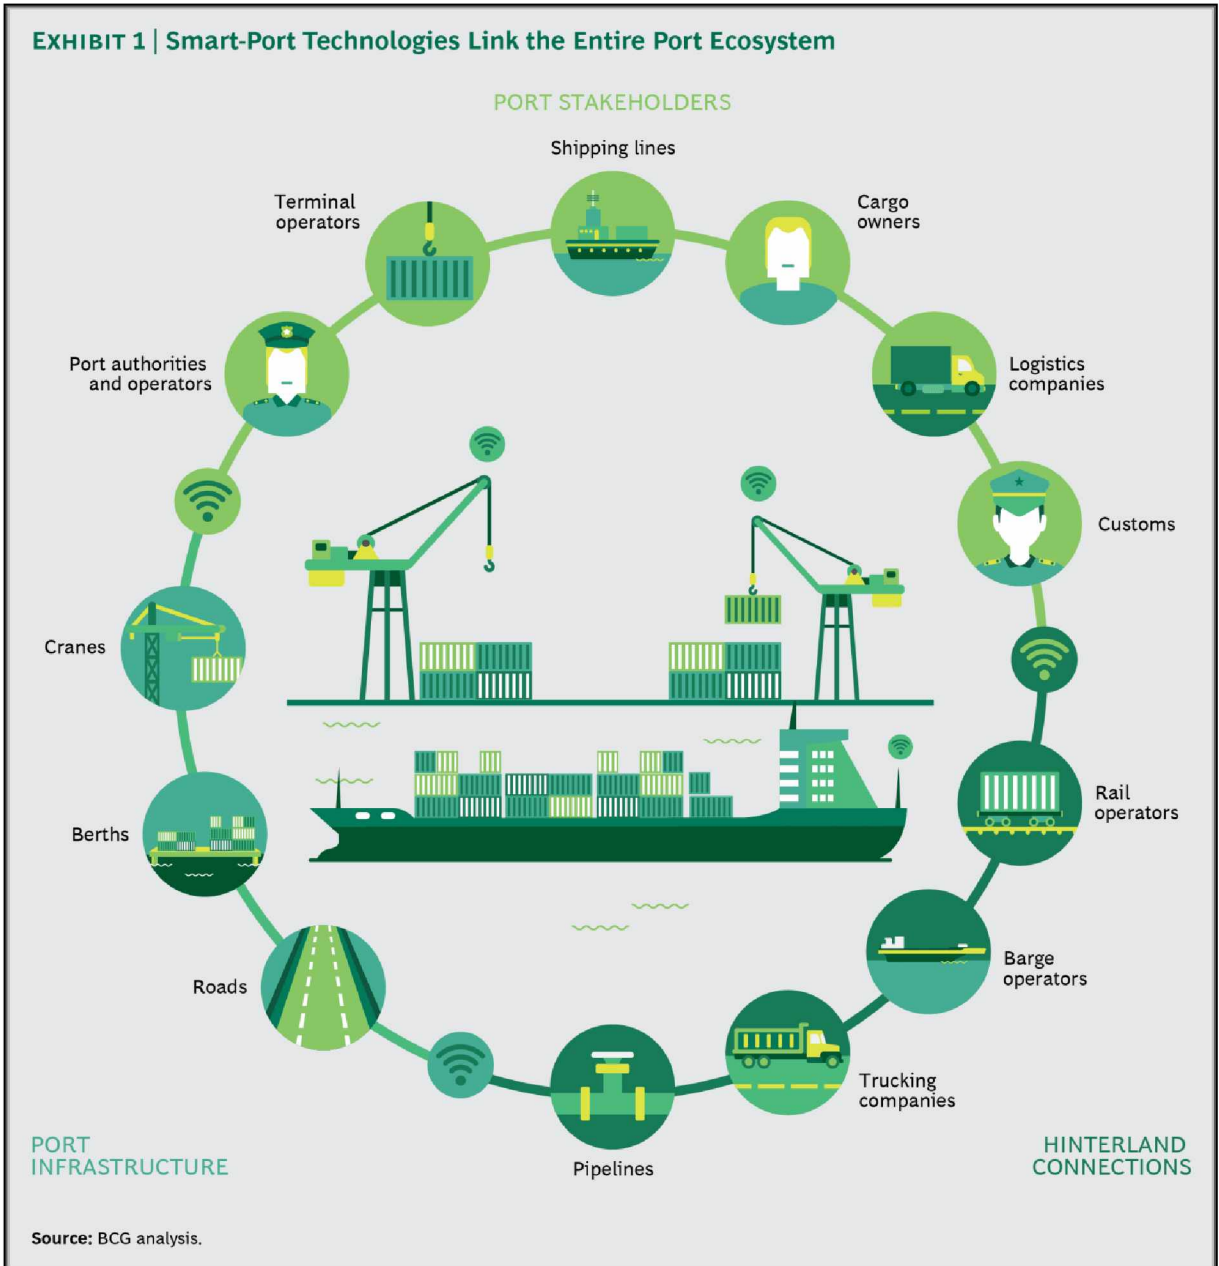 EXHIBIT 1 | Smart-Port Technologies Link the Entire Port Ecosystem
PORT STAKEHOLDERS
Shipping lines
Terminal
operators
Cargo
owners
Port authorities
and operators
Logistics
companies
Customs
Cranes
Rail
operators
Berths
Barge
operators
Roads
Trucking
companies
Pipelines
PORT
INFRASTRUCTURE
HINTERLAND
CONNECTIONS
Source: BCG analysis.